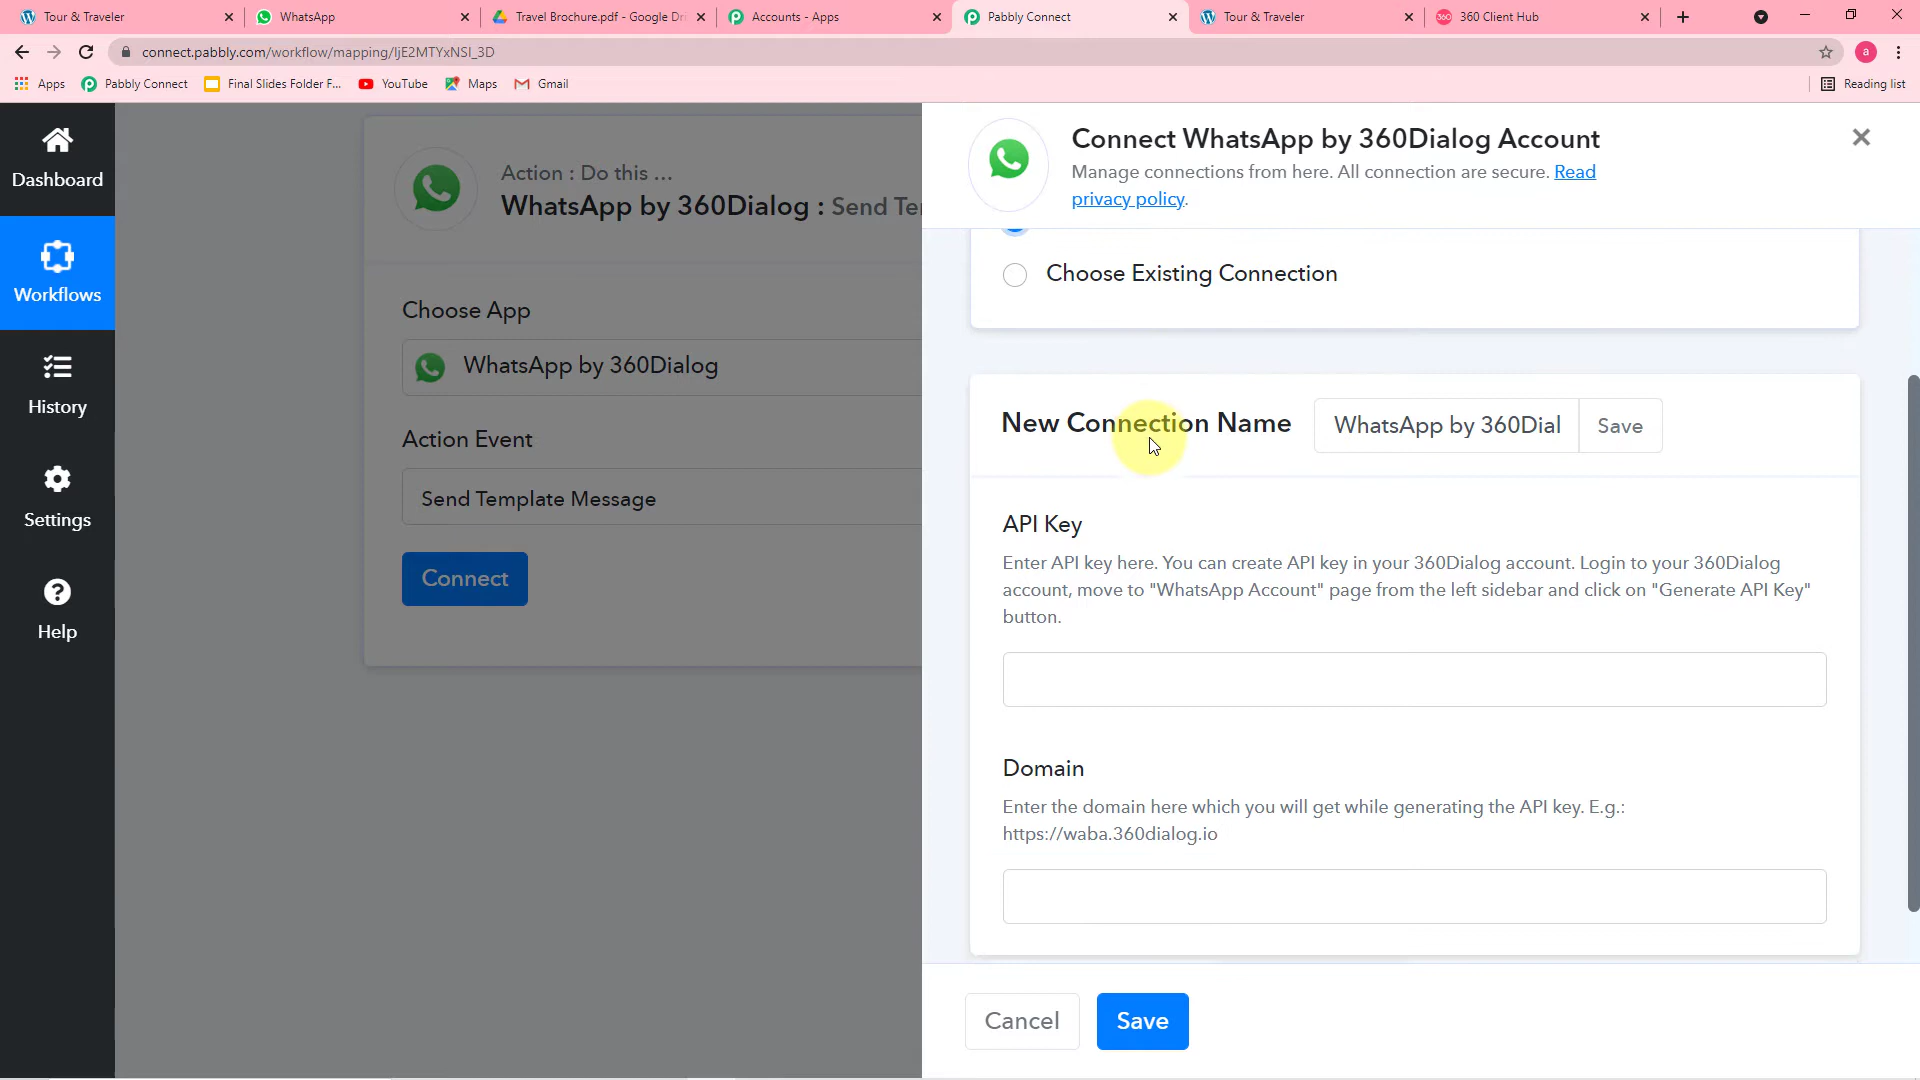 Tour & Traveler
WhatsApp
Travel Brochure.pdf - Google Dri
Accounts - Apps
Pabbly Connect
Tour & Traveler
360 Client Hub
connect.pabbly.com/workflow/mapping/IjE2MTYxNSI_3D
a
Apps
Pabbly Connect
Final Slides Folder F...
YouTube
Maps
Gmail
Reading list
Dashboard
Workflows
History
Settings
Help
Action : Do this ...
WhatsApp by 360Dialog : Send Te
Choose App
WhatsApp by 360Dialog
Action Event
Send Template Message
Connect
Connect WhatsApp by 360Dialog Account
Manage connections from here. All connection are secure. Read
privacy policy.
Choose Existing Connection
New Connection Name
WhatsApp by 360Dial
Save
API Key
Enter API key here. You can create API key in your 360Dialog account. Login to your 360Dialog
account, move to "WhatsApp Account" page from the left sidebar and click on "Generate API Key"
button.
Domain
Enter the domain here which you will get while generating the API key. E.g.:
https://waba.360dialog.io
Cancel
Save